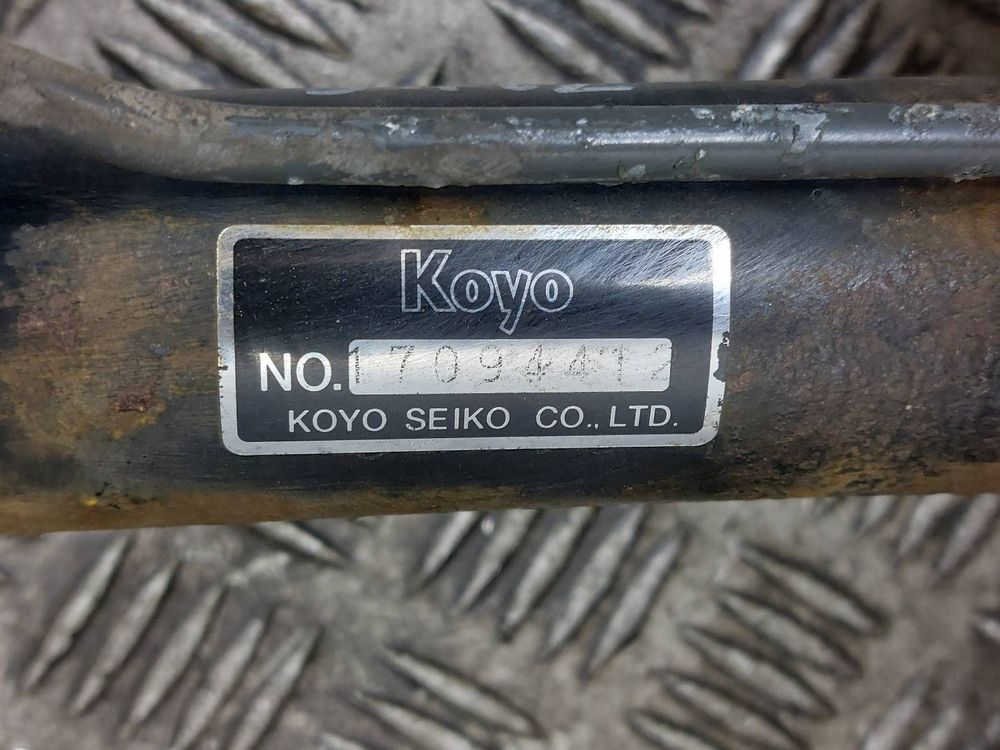 Koyo
NO. 17094412
KOYO SEIKO CO., LTD.